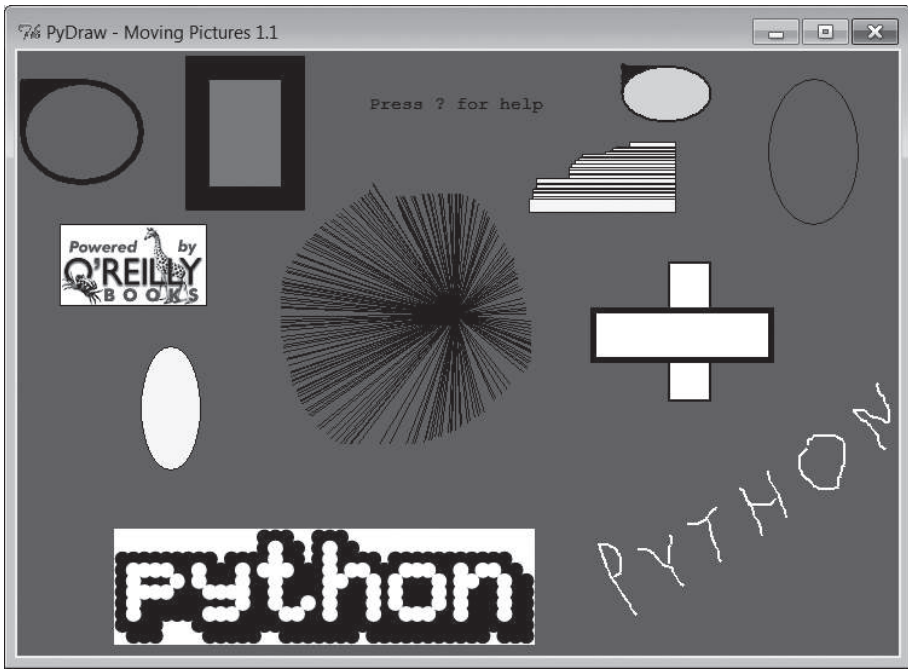 PyDraw - Moving Pictures 1.1
Press ? for help
Powered by
O'REILLY
BOOKS
PYTHON
python